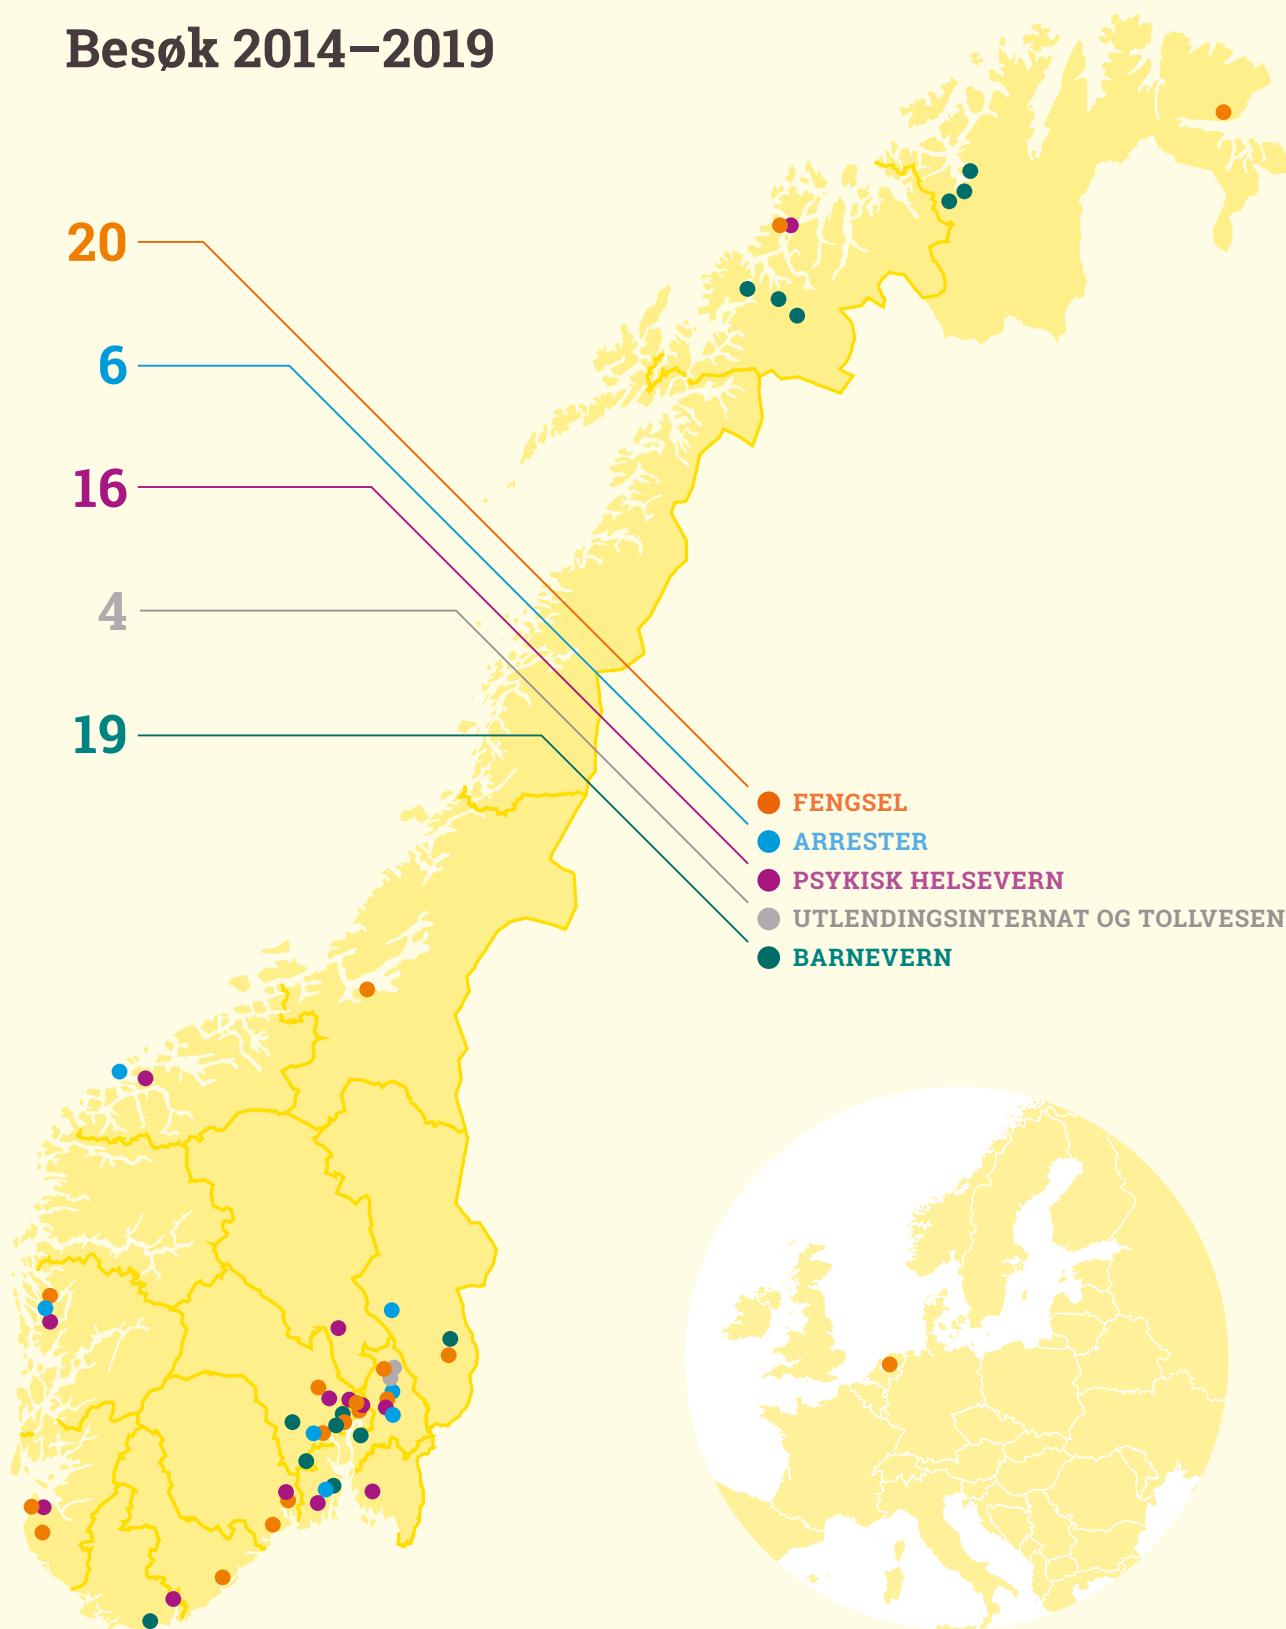 Besøk 2014–2019
20
6
16
4
19
FENGSEL
ARRESTER
PSYKISK HELSEVERN
UTLENDINGSINTERNAT OG TOLLVESEN
BARNEVERN